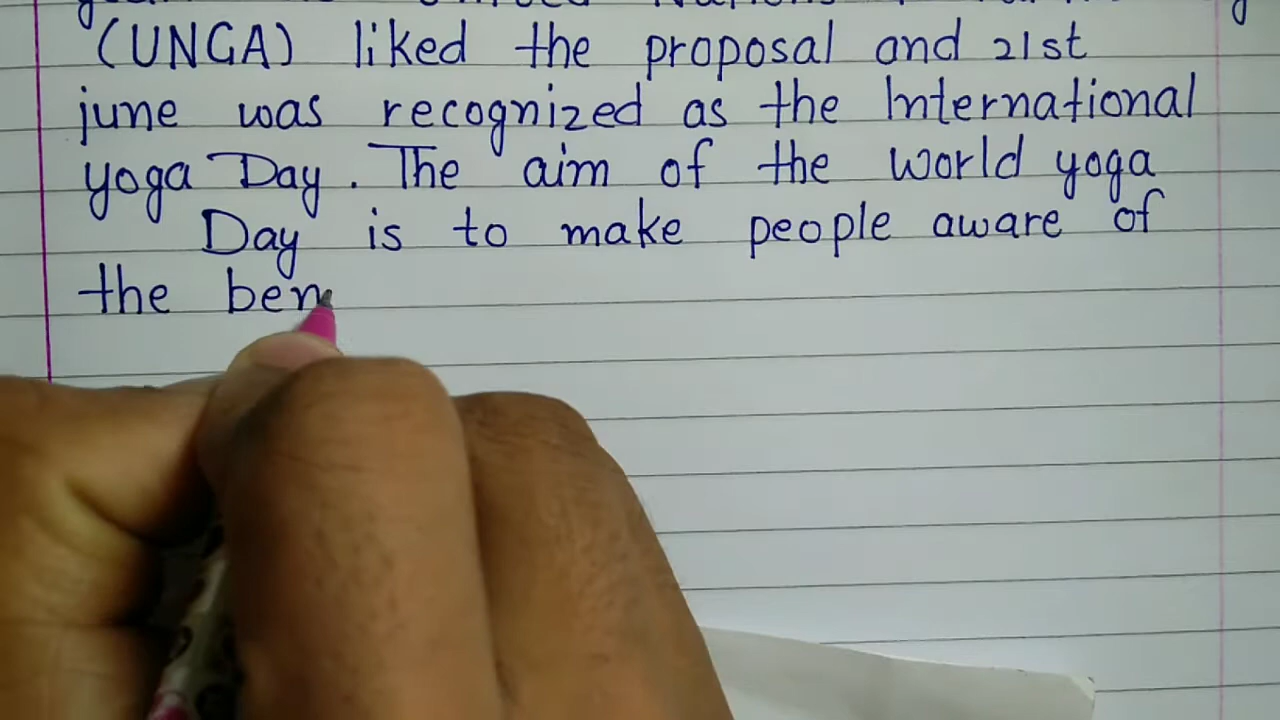 (UNGA) liked the proposal and 21st
june was recognized as the International
yoga Day. The aim of the world yoga
Day is to make people aware of
the ben